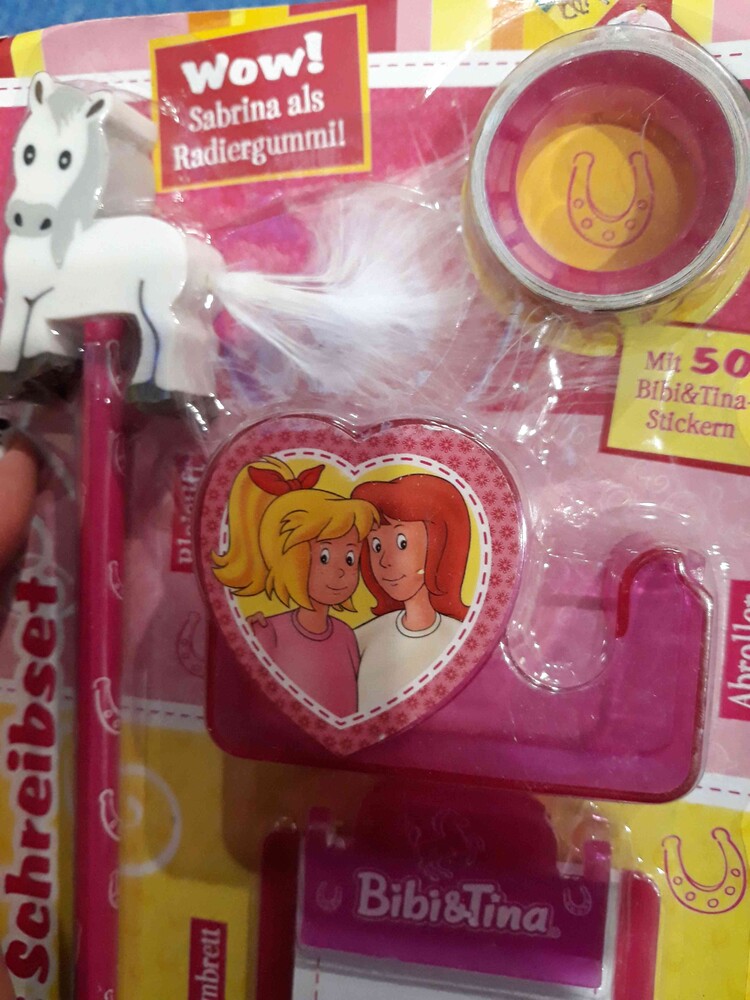 Wow!
Sabrina als
Radiergummi!
Mit 50
Bibi&Tina-
Stickern
Schreibset
Bibi&Tina